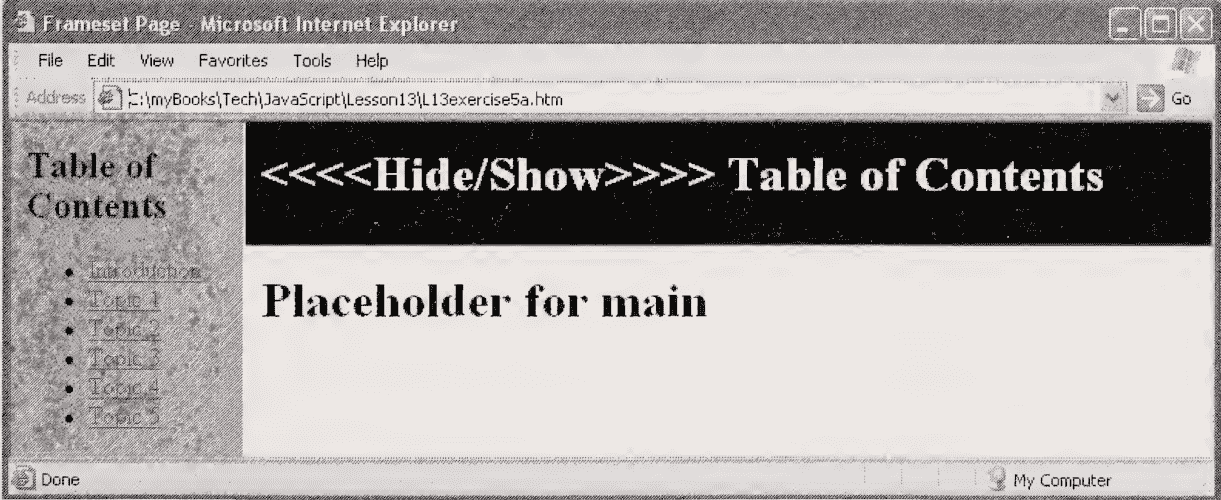 Frameset Page - Microsoft Internet Explorer
File Edit View Favorites Tools Help
Address C:\myBooks\Tech\JavaScript\Lesson13\L13exercise5a.htm Go
Table of
Contents
• Introduction
• Topic 1
• Topic 2
• Topic 3
• Topic 4
• Topic 5
<<<<Hide/Show>>>> Table of Contents
Placeholder for main
Done My Computer